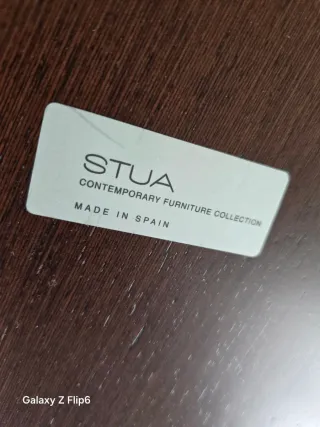 STUA
CONTEMPORARY FURNITURE COLLECTION
MADE IN SPAIN
Galaxy Z Flip6